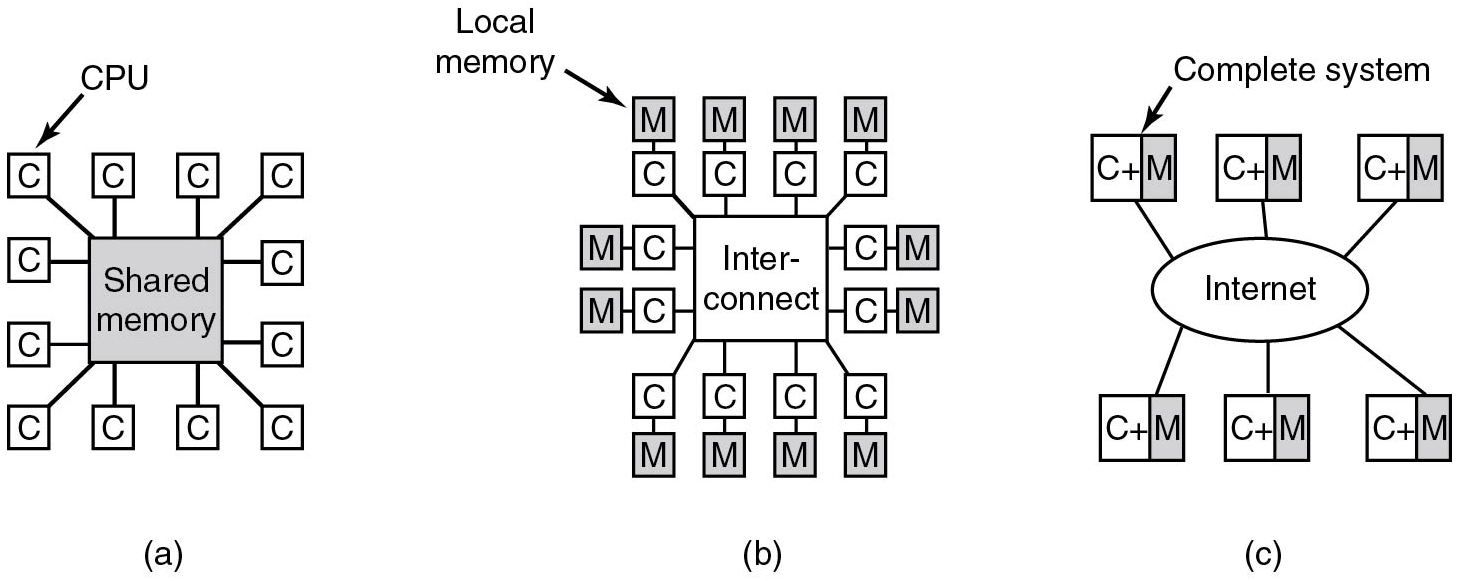 CPU
C C C C
C C
Shared
memory
C C
C C C C
(a)
Local
memory
M M M M
C C C C
M C C M
Inter-
connect
M C C M
C C C C
M M M M
(b)
Complete system
C+ M C+ M C+ M
Internet
C+ M C+ M C+ M
(c)